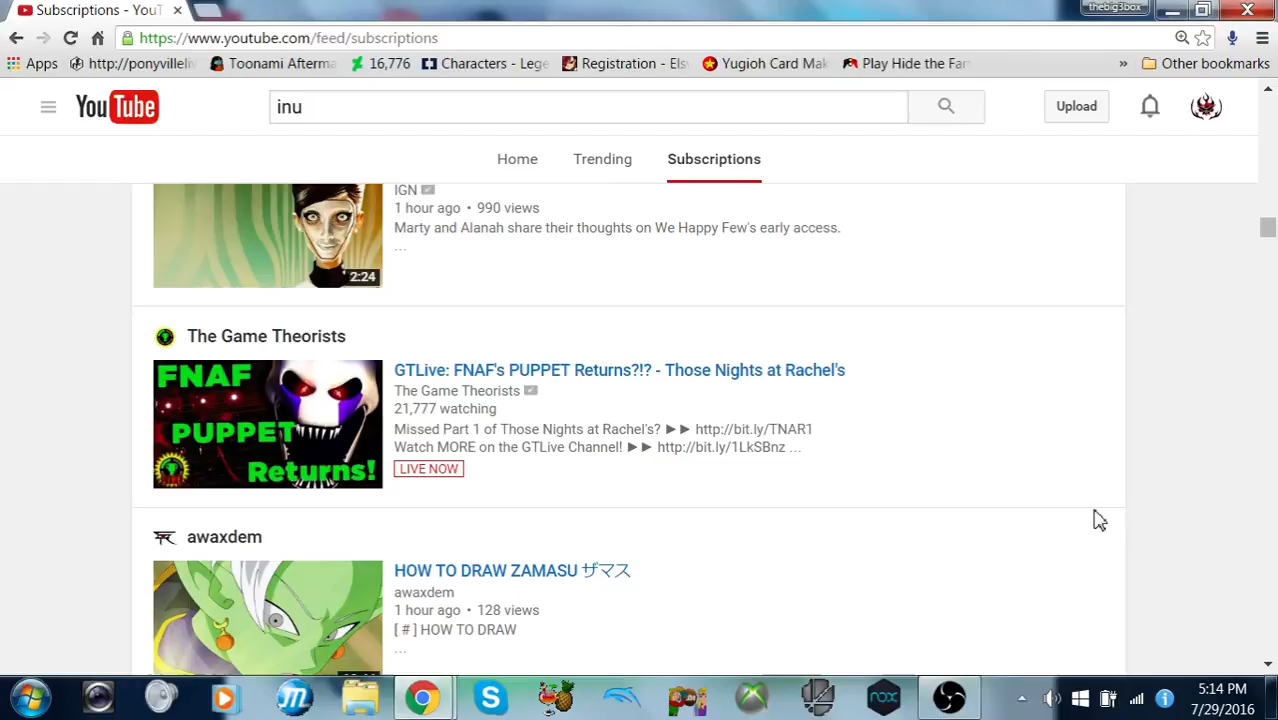 Subscriptions - YouT
thebig3box
https://www.youtube.com/feed/subscriptions
Apps http://ponyvilleliv Toonami Afterma 16,776 Characters - Lege Registration - Els Yugioh Card Mak Play Hide the Fan » Other bookmarks
YouTube inu Upload
Home Trending Subscriptions
IGN
1 hour ago • 990 views
Marty and Alanah share their thoughts on We Happy Few's early access.
...
2:24
The Game Theorists
FNAF
PUPPET
Returns!
GTLive: FNAF's PUPPET Returns?!? - Those Nights at Rachel's
The Game Theorists
21,777 watching
Missed Part 1 of Those Nights at Rachel's? ►► http://bit.ly/TNAR1
Watch MORE on the GTLive Channel! ►► http://bit.ly/1LkSBnz ...
LIVE NOW
awaxdem
HOW TO DRAW ZAMASU ザマス
awaxdem
1 hour ago • 128 views
[ # ] HOW TO DRAW
...
nox
5:14 PM
7/29/2016